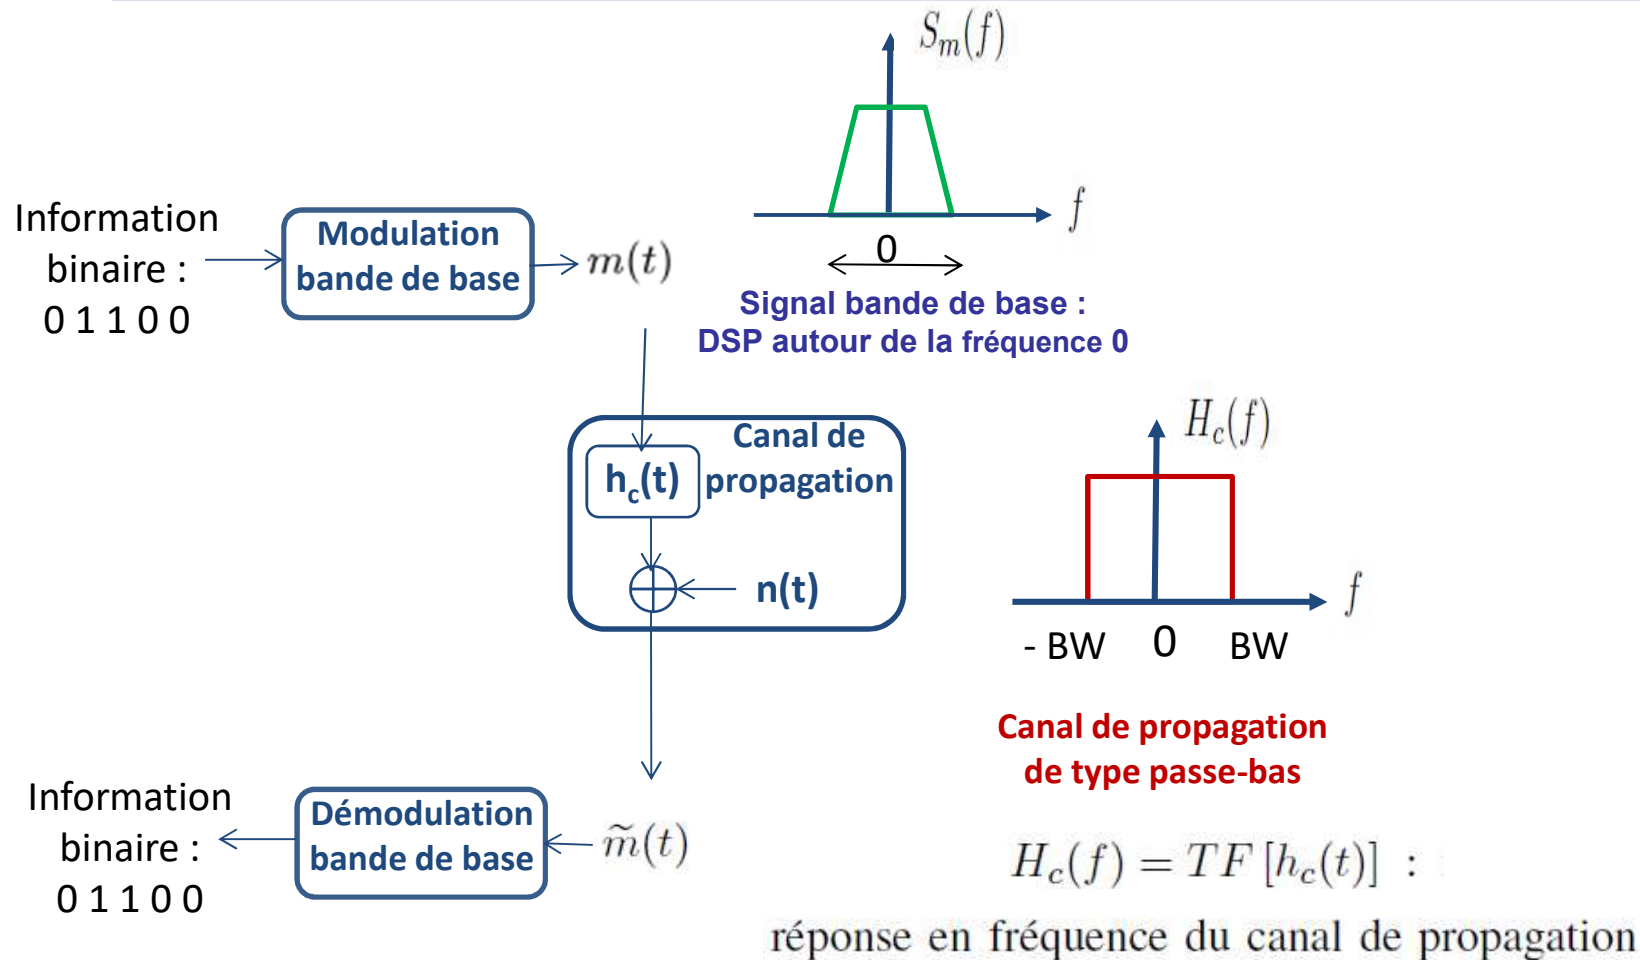 S_m(f)
f
0
Signal bande de base :
DSP autour de la fréquence 0
Information
binaire :
0 1 1 0 0
Modulation
bande de base
m(t)
Canal de
propagation
h_c(t)
n(t)
H_c(f)
f
- BW 0 BW
Canal de propagation
de type passe-bas
Information
binaire :
0 1 1 0 0
Démodulation
bande de base
m̃(t)
H_c(f) = TF [h_c(t)] :
réponse en fréquence du canal de propagation